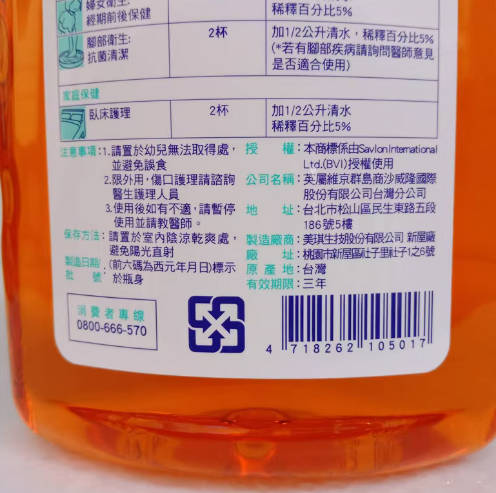 婦女衛生:
經期前後保健
稀釋百分比5%
腳部衛生:
抗菌清潔
2杯
加1/2公升清水,稀釋百分比5%
(*若有腳部疾病請詢問醫師意見
是否適合使用)
家庭保健
臥床護理
2杯
加1/2公升清水
稀釋百分比5%
注意事項:1.請置於幼兒無法取得處,
並避免誤食
2.限外用,傷口護理請諮詢
醫生護理人員
3.使用後如有不適,請暫停
使用並請教醫師。
保存方法:請置於室內陰涼乾爽處,
避免陽光直射
製造日期/批號:(前六碼為西元年月日)標示
於瓶身
授權:本商標係由Savlon International
Ltd.(BVI)授權使用
公司名稱:英屬維京群島商沙威隆國際
股份有限公司台灣分公司
地址:台北市松山區民生東路五段
186號5樓
製造廠商:美琪生技股份有限公司 新屋廠
廠址:桃園市新屋區社子里社子1之6號
原產地:台灣
有效期限:三年
消費者專線
0800-666-570
4 718262 105017